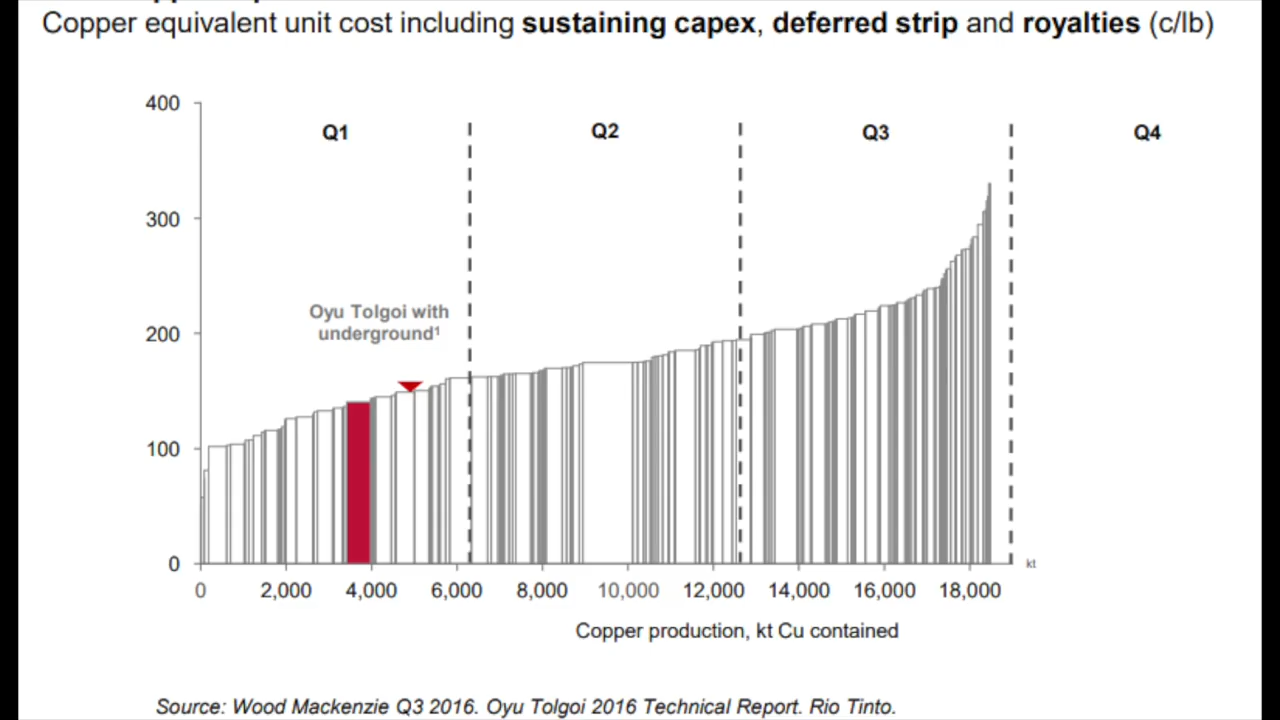 Copper equivalent unit cost including sustaining capex, deferred strip and royalties (c/lb)
400
Q1
Q2
Q3
Q4
300
Oyu Tolgoi with
underground¹
200
100
0
kt
0 2,000 4,000 6,000 8,000 10,000 12,000 14,000 16,000 18,000
Copper production, kt Cu contained
Source: Wood Mackenzie Q3 2016. Oyu Tolgoi 2016 Technical Report. Rio Tinto.